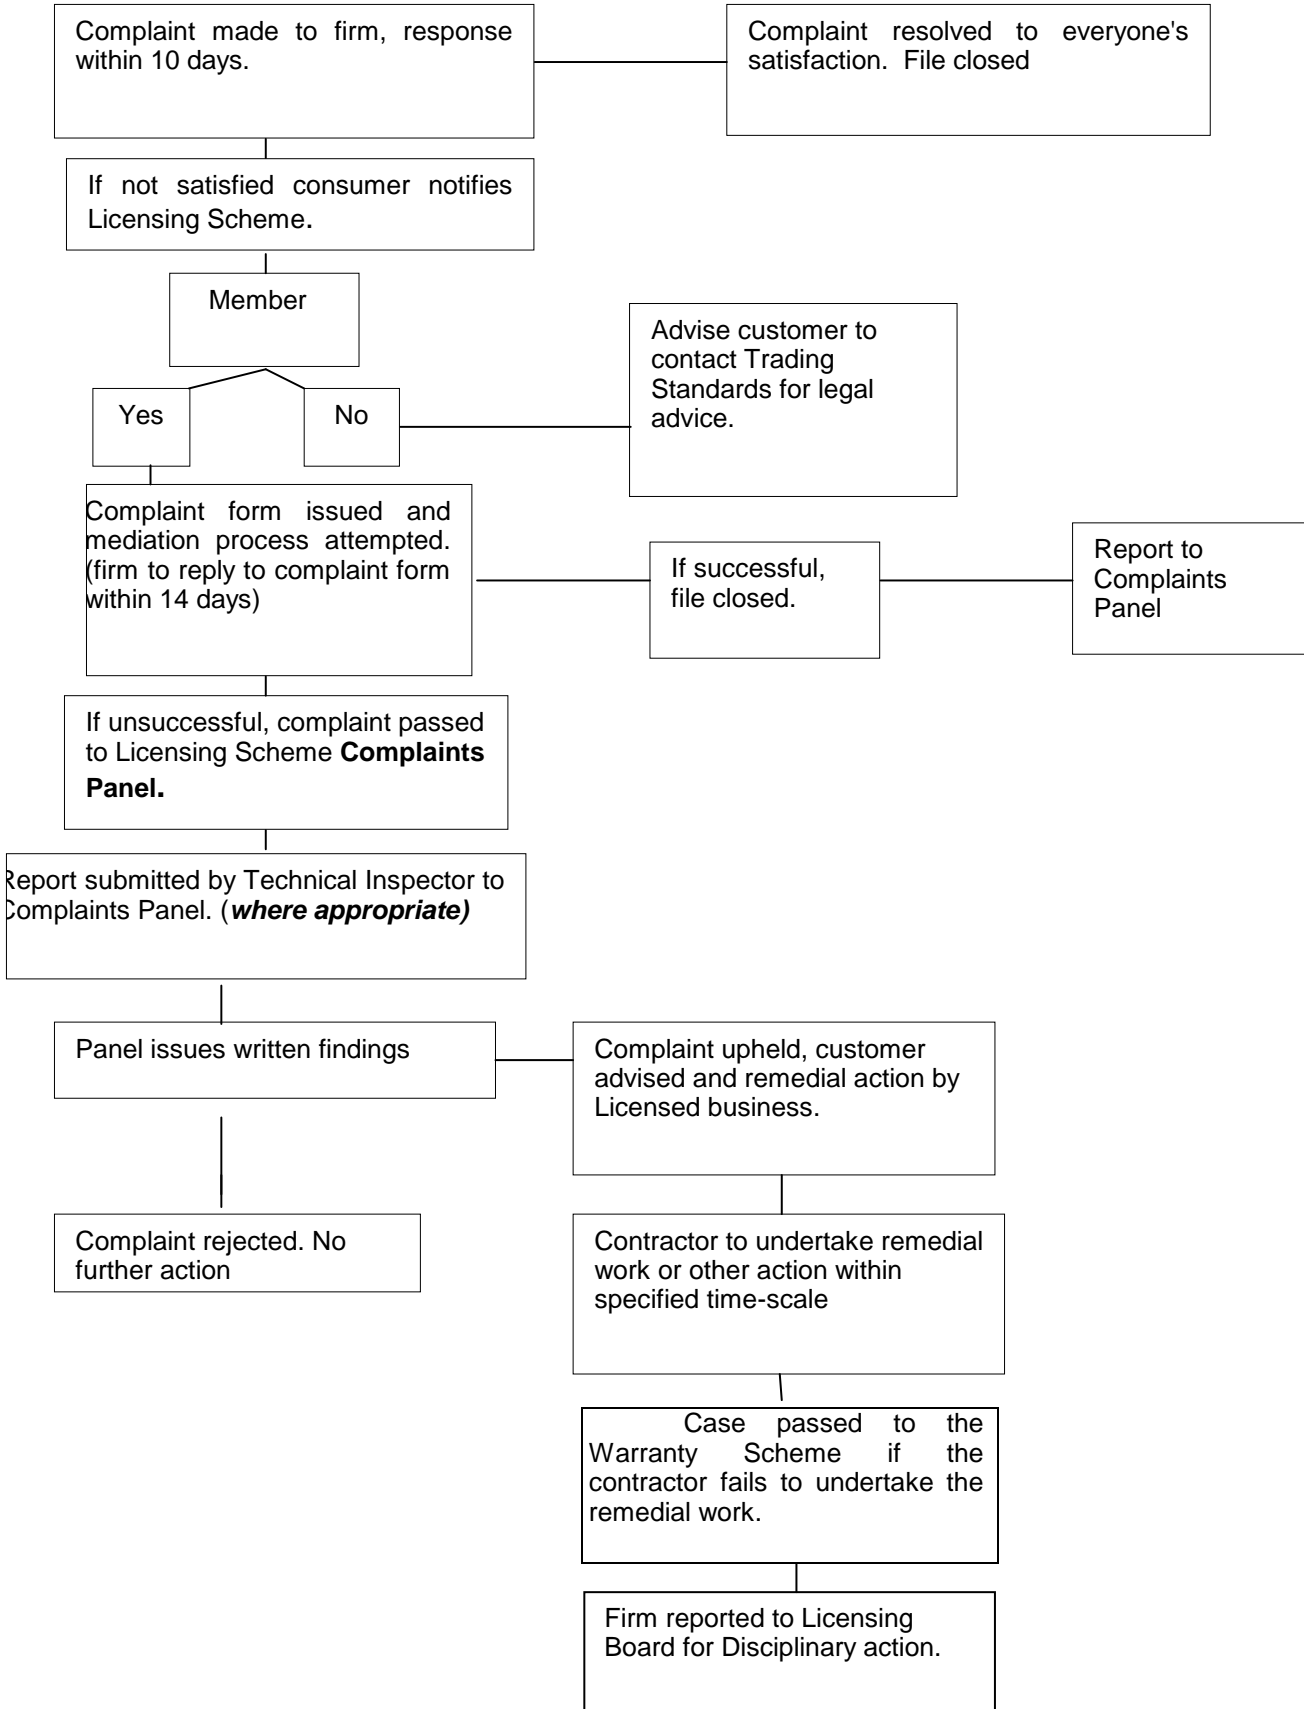 Complaint made to firm, response
within 10 days.
Complaint resolved to everyone's
satisfaction. File closed
If not satisfied consumer notifies
Licensing Scheme.
Member
Advise customer to
contact Trading
Standards for legal
advice.
Yes
No
Complaint form issued and
mediation process attempted.
(firm to reply to complaint form
within 14 days)
If successful,
file closed.
Report to
Complaints
Panel
If unsuccessful, complaint passed
to Licensing Scheme Complaints
Panel.
Report submitted by Technical Inspector to
Complaints Panel. (where appropriate)
Panel issues written findings
Complaint upheld, customer
advised and remedial action by
Licensed business.
Complaint rejected. No
further action
Contractor to undertake remedial
work or other action within
specified time-scale
Case passed to the
Warranty Scheme if the
contractor fails to undertake the
remedial work.
Firm reported to Licensing
Board for Disciplinary action.